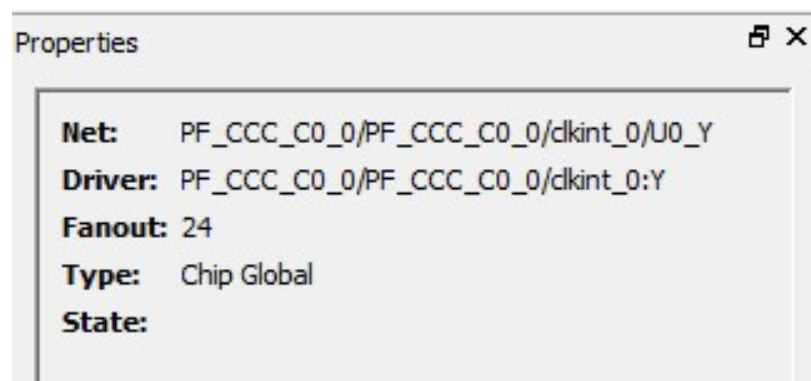 Properties
Net: PF_CCC_C0_0/PF_CCC_C0_0/clkint_0/U0_Y
Driver: PF_CCC_C0_0/PF_CCC_C0_0/clkint_0:Y
Fanout: 24
Type: Chip Global
State: